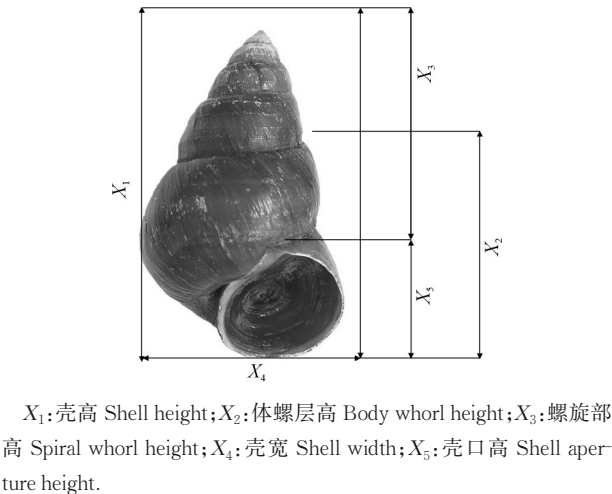 X₃
X₁
X₂
X₅
X₄
X₁:壳高 Shell height;X₂:体螺层高 Body whorl height;X₃:螺旋部
高 Spiral whorl height;X₄:壳宽 Shell width;X₅:壳口高 Shell aper-
ture height.